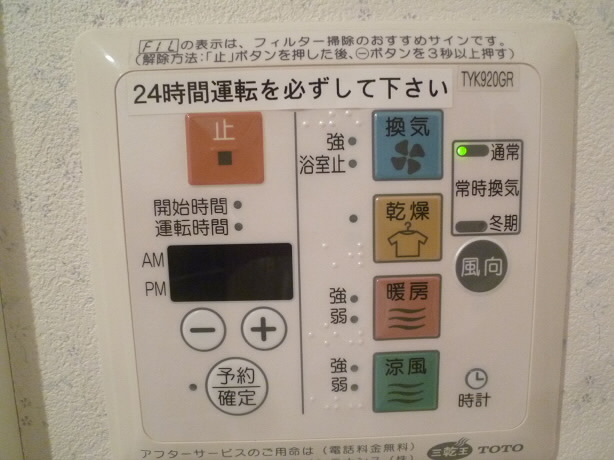 FILの表示は、フィルター掃除のおすすめサインです。
(解除方法:「止」ボタンを押した後、⊖ボタンを3秒以上押す)
TYK920GR
24時間運転を必ずして下さい
止
換気
強
浴室止
通常
常時換気
冬期
開始時間
運転時間
乾燥
風向
AM
PM
暖房
強
弱
予約
確定
涼風
強
弱
時計
アフターサービスのご用命は(電話料金無料)
三乾王 TOTO